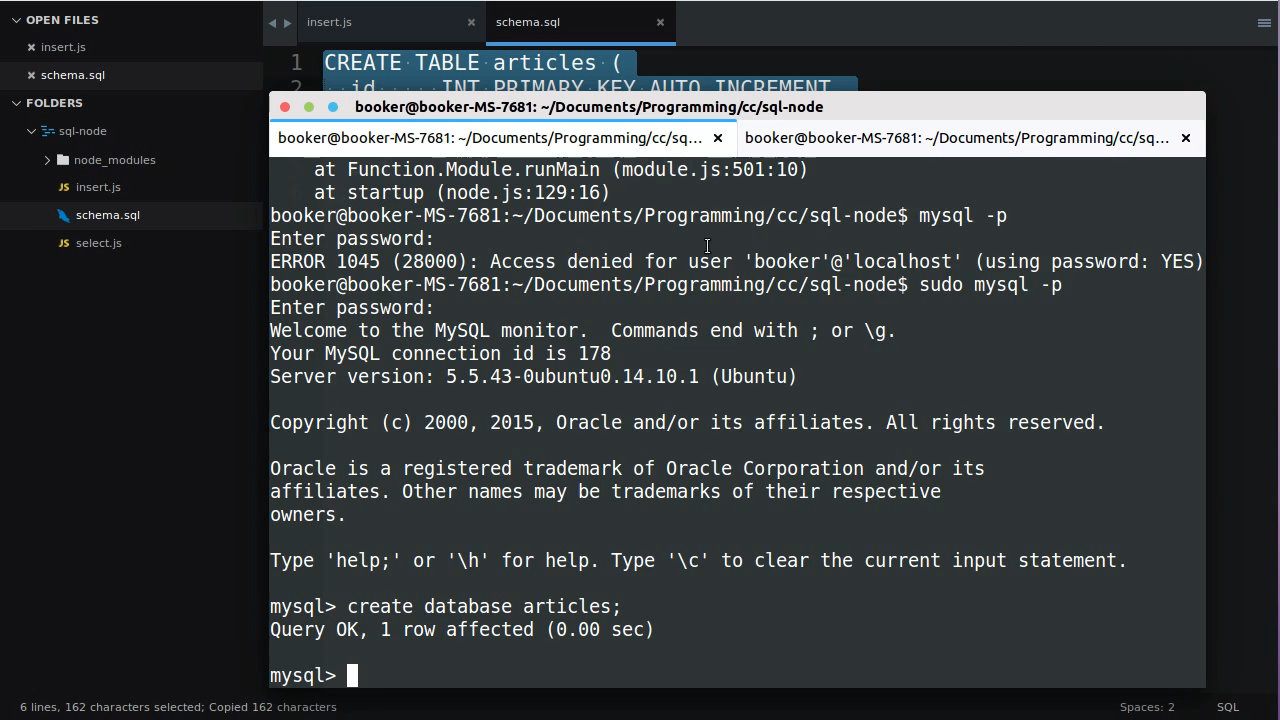 OPEN FILES
insert.js
schema.sql
FOLDERS
sql-node
node_modules
insert.js
schema.sql
select.js
insert.js
schema.sql
1 CREATE TABLE articles (
2 id INT PRIMARY KEY AUTO_INCREMENT
booker@booker-MS-7681: ~/Documents/Programming/cc/sql-node
booker@booker-MS-7681: ~/Documents/Programming/cc/sq...
booker@booker-MS-7681: ~/Documents/Programming/cc/sq...
at Function.Module.runMain (module.js:501:10)
at startup (node.js:129:16)
booker@booker-MS-7681:~/Documents/Programming/cc/sql-node$ mysql -p
Enter password:
ERROR 1045 (28000): Access denied for user 'booker'@'localhost' (using password: YES)
booker@booker-MS-7681:~/Documents/Programming/cc/sql-node$ sudo mysql -p
Enter password:
Welcome to the MySQL monitor.  Commands end with ; or \g.
Your MySQL connection id is 178
Server version: 5.5.43-0ubuntu0.14.10.1 (Ubuntu)
Copyright (c) 2000, 2015, Oracle and/or its affiliates. All rights reserved.
Oracle is a registered trademark of Oracle Corporation and/or its
affiliates. Other names may be trademarks of their respective
owners.
Type 'help;' or '\h' for help. Type '\c' to clear the current input statement.
mysql> create database articles;
Query OK, 1 row affected (0.00 sec)
mysql>
6 lines, 162 characters selected; Copied 162 characters
Spaces: 2
SQL